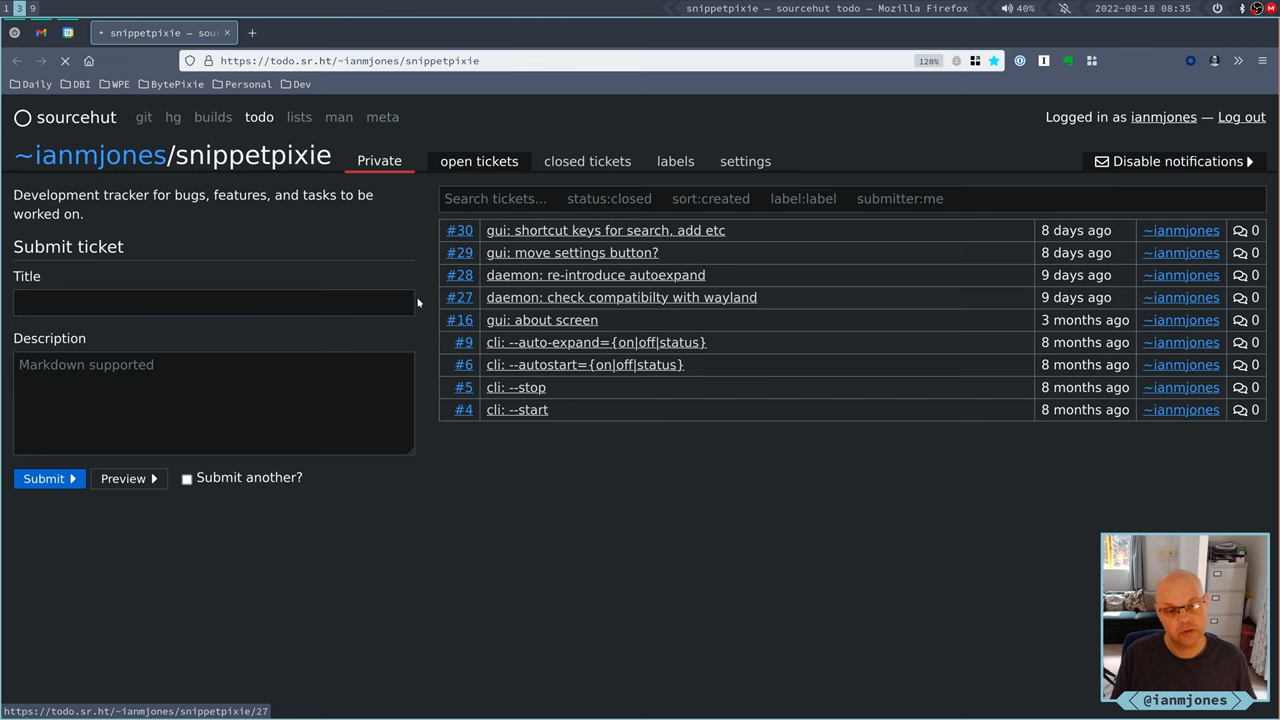 1 3 9
snippetpixie — sourcehut todo — Mozilla Firefox
40%
2022-08-18 08:35
snippetpixie — sour
https://todo.sr.ht/~ianmjones/snippetpixie
120%
Daily
DBI
WPE
BytePixie
Personal
Dev
sourcehut
git
hg
builds
todo
lists
man
meta
Logged in as ianmjones — Log out
~ianmjones/snippetpixie
Private
open tickets
closed tickets
labels
settings
Disable notifications
Development tracker for bugs, features, and tasks to
be worked on.
Submit ticket
Title
Description
Markdown supported
Submit
Preview
Submit another?
Search tickets... status:closed sort:created label:label submitter:me
#30 gui: shortcut keys for search, add etc 8 days ago ~ianmjones 0
#29 gui: move settings button? 8 days ago ~ianmjones 0
#28 daemon: re-introduce autoexpand 9 days ago ~ianmjones 0
#27 daemon: check compatibilty with wayland 9 days ago ~ianmjones 0
#16 gui: about screen 3 months ago ~ianmjones 0
#9 cli: --auto-expand={on|off|status} 8 months ago ~ianmjones 0
#6 cli: --autostart={on|off|status} 8 months ago ~ianmjones 0
#5 cli: --stop 8 months ago ~ianmjones 0
#4 cli: --start 8 months ago ~ianmjones 0
@ianmjones
https://todo.sr.ht/~ianmjones/snippetpixie/27